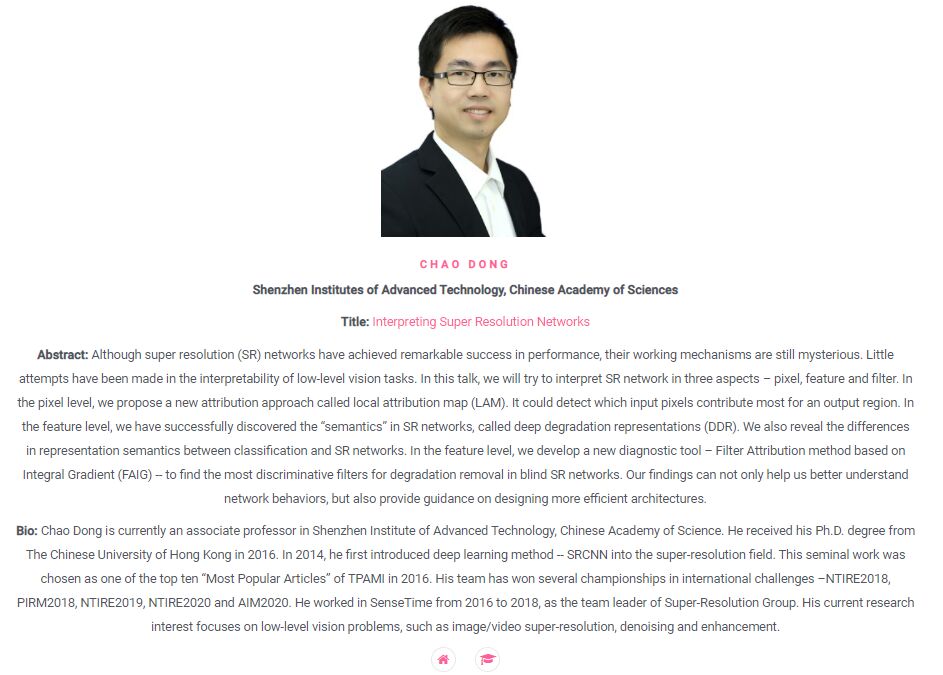 CHAO DONG
Shenzhen Institutes of Advanced Technology, Chinese Academy of Sciences
Title: Interpreting Super Resolution Networks
Abstract: Although super resolution (SR) networks have achieved remarkable success in performance, their working mechanisms are still mysterious. Little
attempts have been made in the interpretability of low-level vision tasks. In this talk, we will try to interpret SR network in three aspects – pixel, feature and filter. In
the pixel level, we propose a new attribution approach called local attribution map (LAM). It could detect which input pixels contribute most for an output region. In
the feature level, we have successfully discovered the “semantics” in SR networks, called deep degradation representations (DDR). We also reveal the differences
in representation semantics between classification and SR networks. In the feature level, we develop a new diagnostic tool – Filter Attribution method based on
Integral Gradient (FAIG) -- to find the most discriminative filters for degradation removal in blind SR networks. Our findings can not only help us better understand
network behaviors, but also provide guidance on designing more efficient architectures.
Bio: Chao Dong is currently an associate professor in Shenzhen Institute of Advanced Technology, Chinese Academy of Science. He received his Ph.D. degree from
The Chinese University of Hong Kong in 2016. In 2014, he first introduced deep learning method -- SRCNN into the super-resolution field. This seminal work was
chosen as one of the top ten “Most Popular Articles” of TPAMI in 2016. His team has won several championships in international challenges –NTIRE2018,
PIRM2018, NTIRE2019, NTIRE2020 and AIM2020. He worked in SenseTime from 2016 to 2018, as the team leader of Super-Resolution Group. His current research
interest focuses on low-level vision problems, such as image/video super-resolution, denoising and enhancement.